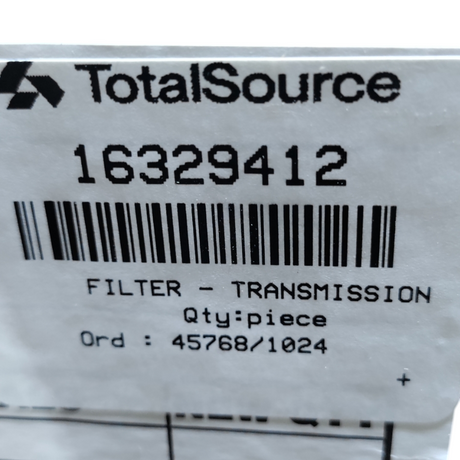 TotalSource
16329412
FILTER - TRANSMISSION
Qty:piece
Ord : 45768/1024
+